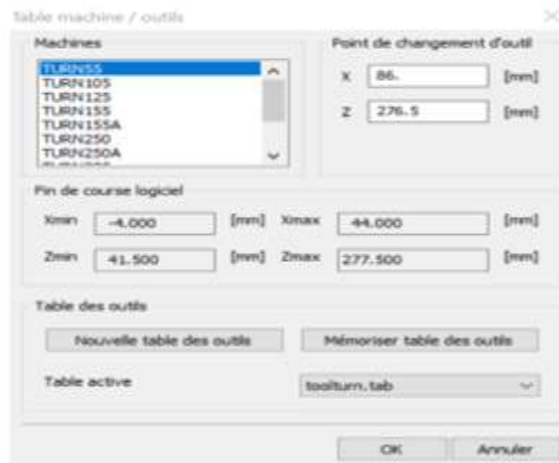 Table machine / outils
Machines
TURN55
TURN105
TURN125
TURN155
TURN155A
TURN250
TURN250A
Point de changement d'outil
X 86. [mm]
Z 276.5 [mm]
Fin de course logiciel
Xmin -4.000 [mm] Xmax 44.000 [mm]
Zmin 41.500 [mm] Zmax 277.500 [mm]
Table des outils
Nouvelle table des outils Mémoriser table des outils
Table active toolturn.tab
OK Annuler